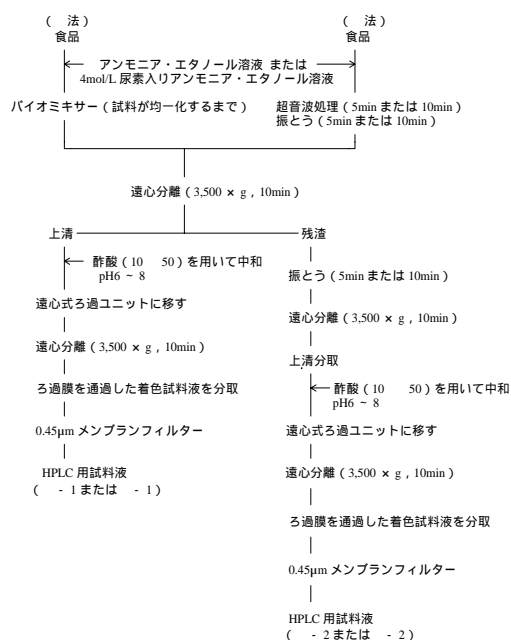 （　法） （　法）
食品 食品
アンモニア・エタノール溶液 または
4mol/L 尿素入りアンモニア・エタノール溶液
バイオミキサー（試料が均一化するまで） 超音波処理（5min または 10min）
振とう（5min または 10min）
遠心分離（3,500 × g，10min）
上清 残渣
酢酸（10　50）を用いて中和
pH6 ~ 8
振とう（5min または 10min）
遠心式ろ過ユニットに移す
遠心分離（3,500 × g，10min）
遠心分離（3,500 × g，10min）
上清分取
ろ過膜を通過した着色試料液を分取
酢酸（10　50）を用いて中和
pH6 ~ 8
0.45μm メンブランフィルター
遠心式ろ過ユニットに移す
HPLC 用試料液
（　- 1 または　- 1）
遠心分離（3,500 × g，10min）
ろ過膜を通過した着色試料液を分取
0.45μm メンブランフィルター
HPLC 用試料液
（　- 2 または　- 2）